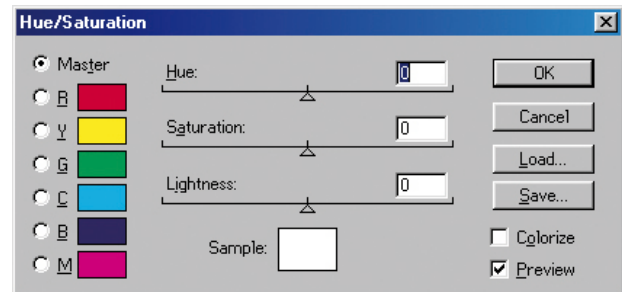 Hue/Saturation
Master
R
Y
G
C
B
M
Hue: 0
Saturation: 0
Lightness: 0
Sample:
OK
Cancel
Load...
Save...
Colorize
Preview